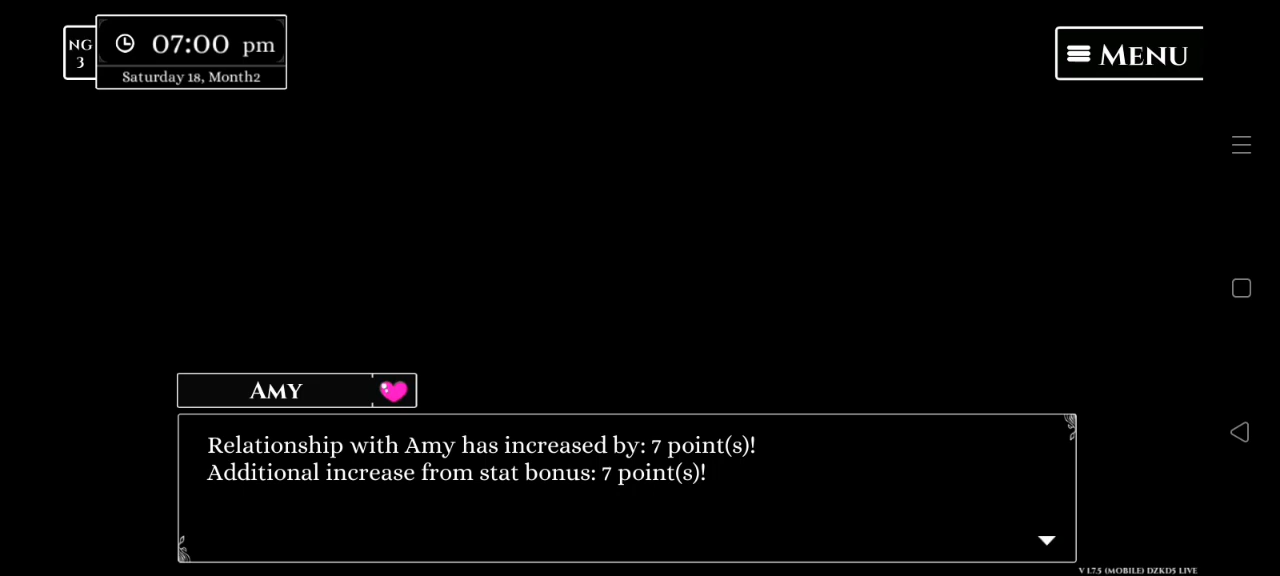 NG
3
07:00 pm
Saturday 18, Month2
MENU
AMY
Relationship with Amy has increased by: 7 point(s)!
Additional increase from stat bonus: 7 point(s)!
V 1.7.5 (MOBILE) DZKD5 LIVE